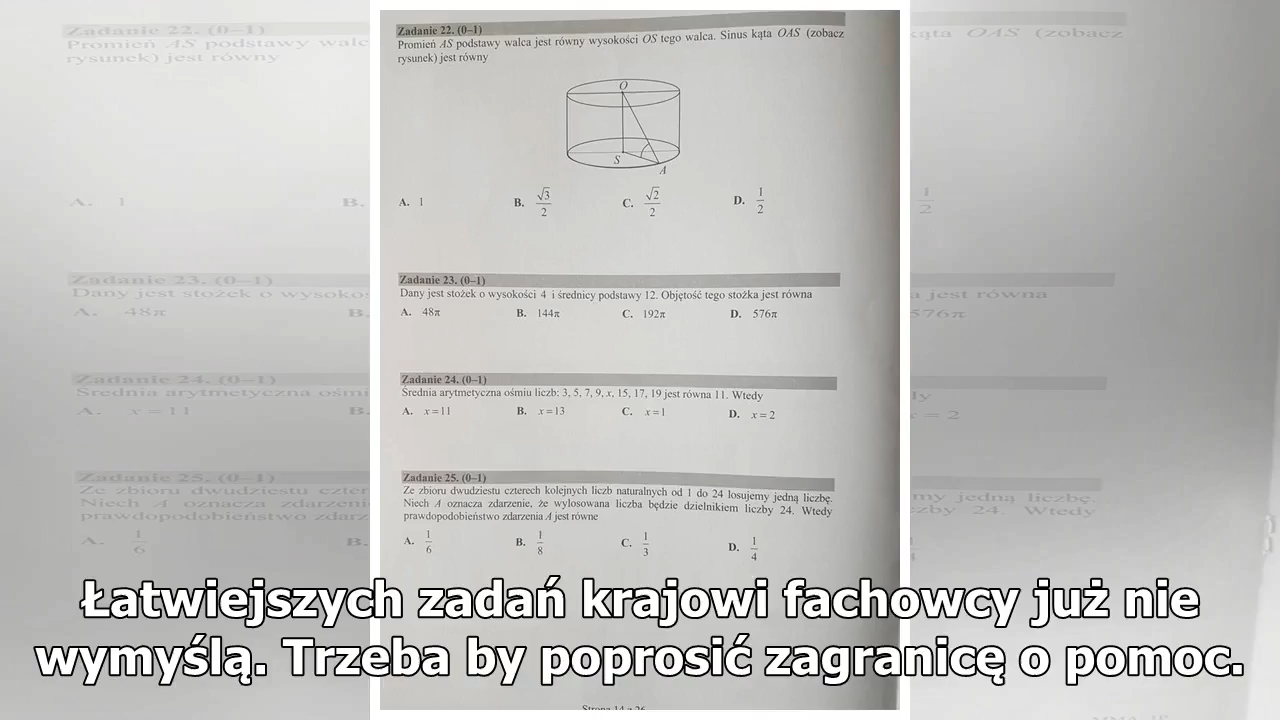 Zadanie 22. (0–1)
Promień AS podstawy walca jest równy wysokości OS tego walca. Sinus kąta OAS (zobacz
rysunek) jest równy
O
S
A
A. 1 B. √3/2 C. √2/2 D. 1/2
Zadanie 23. (0–1)
Dany jest stożek o wysokości 4 i średnicy podstawy 12. Objętość tego stożka jest równa
A. 48π B. 144π C. 192π D. 576π
Zadanie 24. (0–1)
Średnia arytmetyczna ośmiu liczb: 3, 5, 7, 9, x, 15, 17, 19 jest równa 11. Wtedy
A. x = 11 B. x = 13 C. x = 1 D. x = 2
Zadanie 25. (0–1)
Ze zbioru dwudziestu czterech kolejnych liczb naturalnych od 1 do 24 losujemy jedną liczbę.
Niech A oznacza zdarzenie, że wylosowana liczba będzie dzielnikiem liczby 24. Wtedy
prawdopodobieństwo zdarzenia A jest równe
A. 1/6 B. 1/8 C. 1/3 D. 1/4
Łatwiejszych zadań krajowi fachowcy już nie
wymyślą. Trzeba by poprosić zagranicę o pomoc.